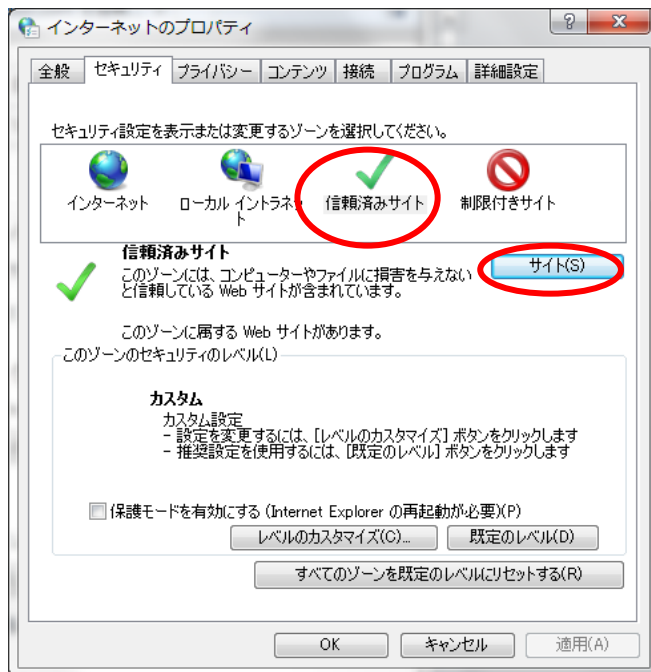 インターネットのプロパティ
全般 セキュリティ プライバシー コンテンツ 接続 プログラム 詳細設定
セキュリティ設定を表示または変更するゾーンを選択してください。
インターネット ローカル イントラネッ 信頼済みサイト 制限付きサイト
ト
信頼済みサイト
サイト(S)
このゾーンには、コンピューターやファイルに損害を与えない
と信頼している Web サイトが含まれています。
このゾーンに属する Web サイトがあります。
このゾーンのセキュリティのレベル(L)
カスタム
カスタム設定
- 設定を変更するには、[レベルのカスタマイズ] ボタンをクリックします
- 推奨設定を使用するには、[既定のレベル] ボタンをクリックします
保護モードを有効にする (Internet Explorer の再起動が必要)(P)
レベルのカスタマイズ(C)... 既定のレベル(D)
すべてのゾーンを既定のレベルにリセットする(R)
OK キャンセル 適用(A)